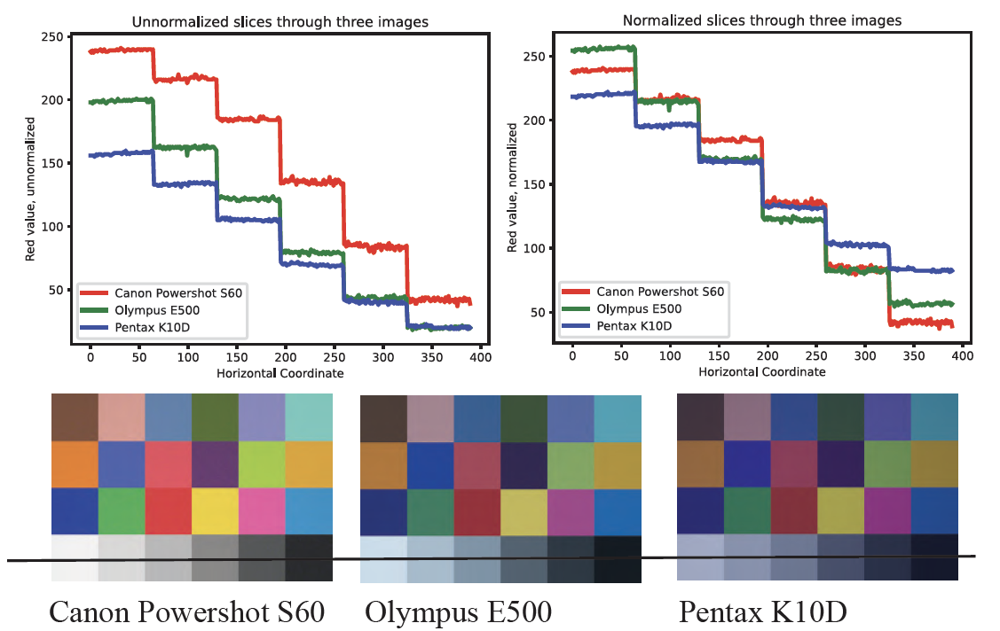 Unnormalized slices through three images
250
200
150
100
50
Red value, unnormalized
Canon Powershot S60
Olympus E500
Pentax K10D
0 50 100 150 200 250 300 350 400
Horizontal Coordinate
Normalized slices through three images
250
200
150
100
50
Red value, normalized
Canon Powershot S60
Olympus E500
Pentax K10D
0 50 100 150 200 250 300 350 400
Horizontal Coordinate
Canon Powershot S60
Olympus E500
Pentax K10D